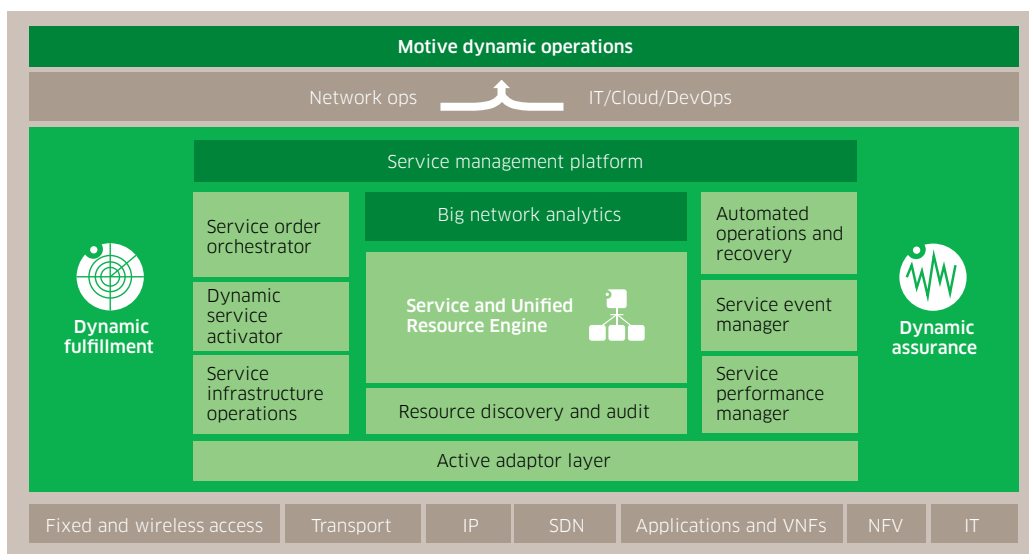 Motive dynamic operations
Network ops
IT/Cloud/DevOps
Service management platform
Dynamic
fulfillment
Service order
orchestrator
Dynamic
service
activator
Service
infrastructure
operations
Big network analytics
Service and Unified
Resource Engine
Resource discovery and audit
Automated
operations and
recovery
Service event
manager
Service
performance
manager
Dynamic
assurance
Active adaptor layer
Fixed and wireless access
Transport
IP
SDN
Applications and VNFs
NFV
IT